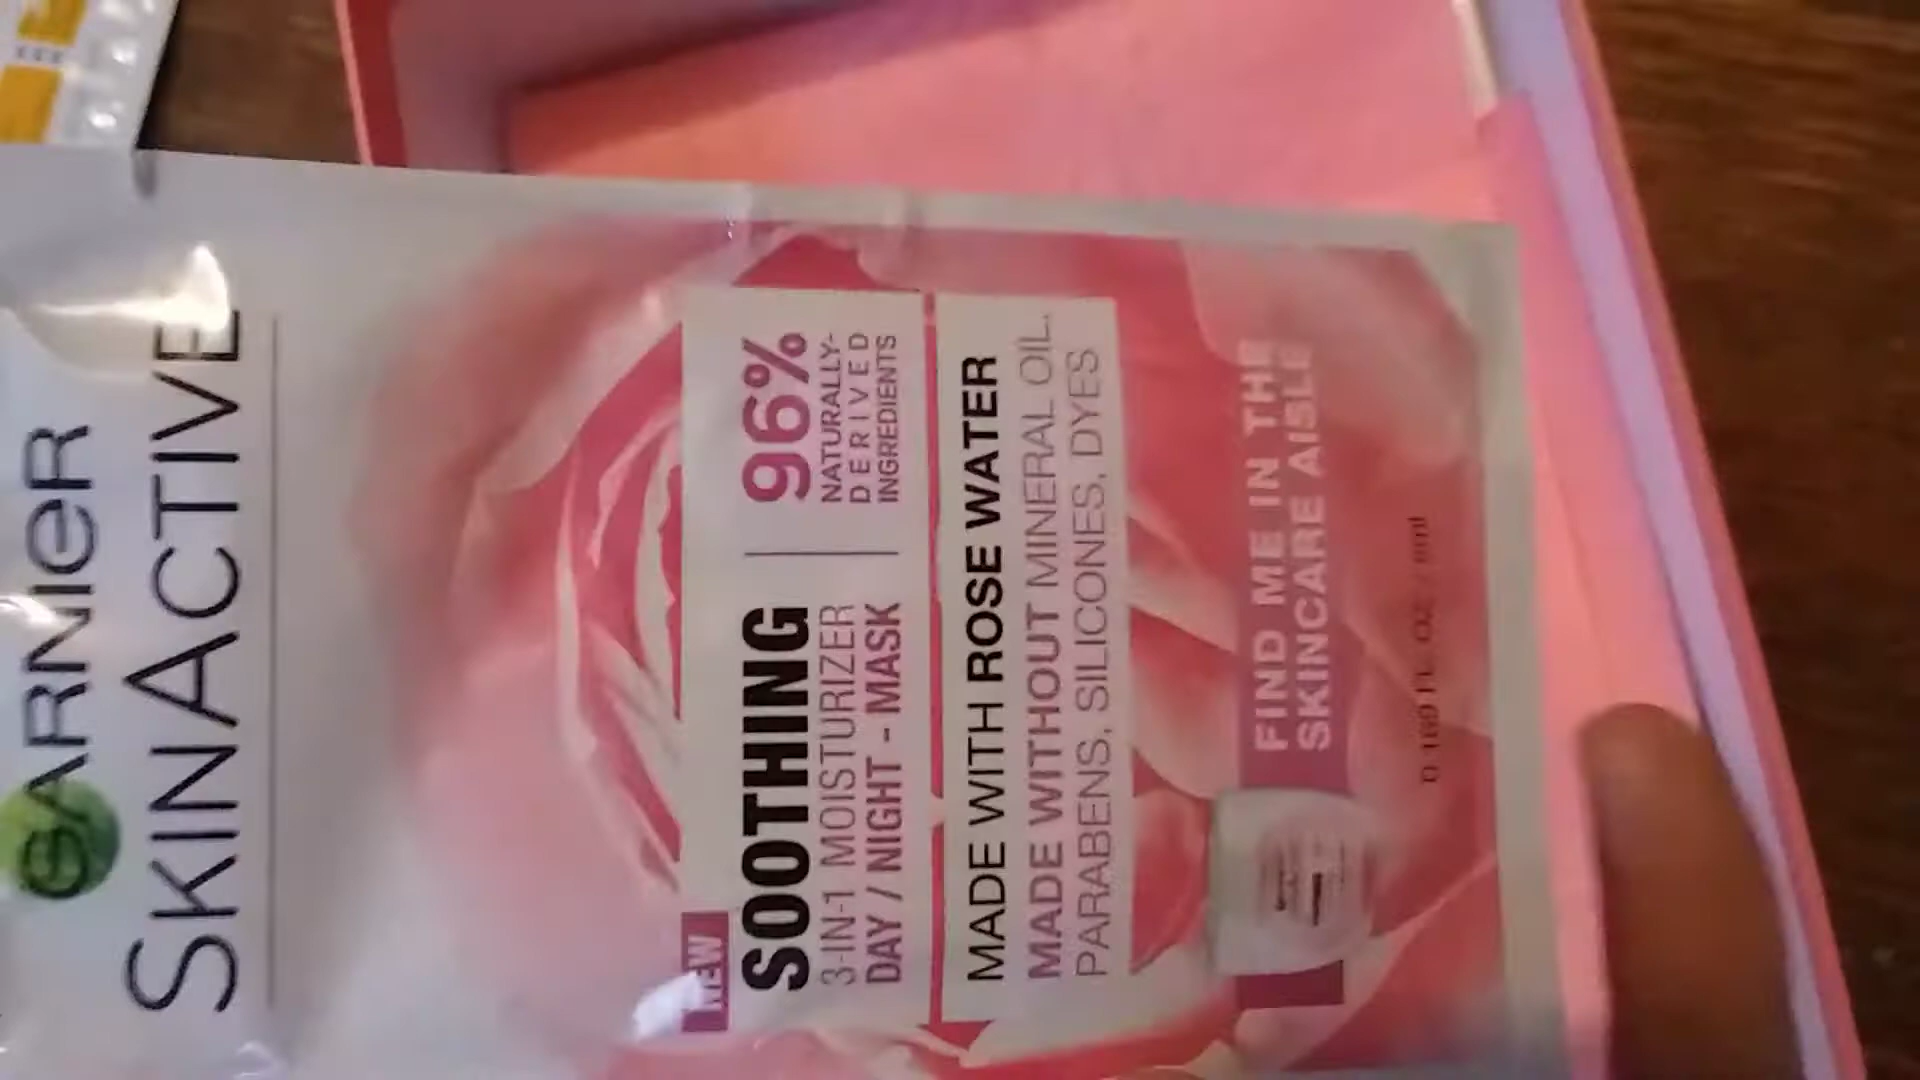 GARNIER
SKINACTIVE
NEW
SOOTHING
3-IN-1 MOISTURIZER
DAY / NIGHT - MASK
96%
NATURALLY-
DERIVED
INGREDIENTS
MADE WITH ROSE WATER
MADE WITHOUT MINERAL OIL,
PARABENS, SILICONES, DYES
FIND ME IN THE
SKINCARE AISLE